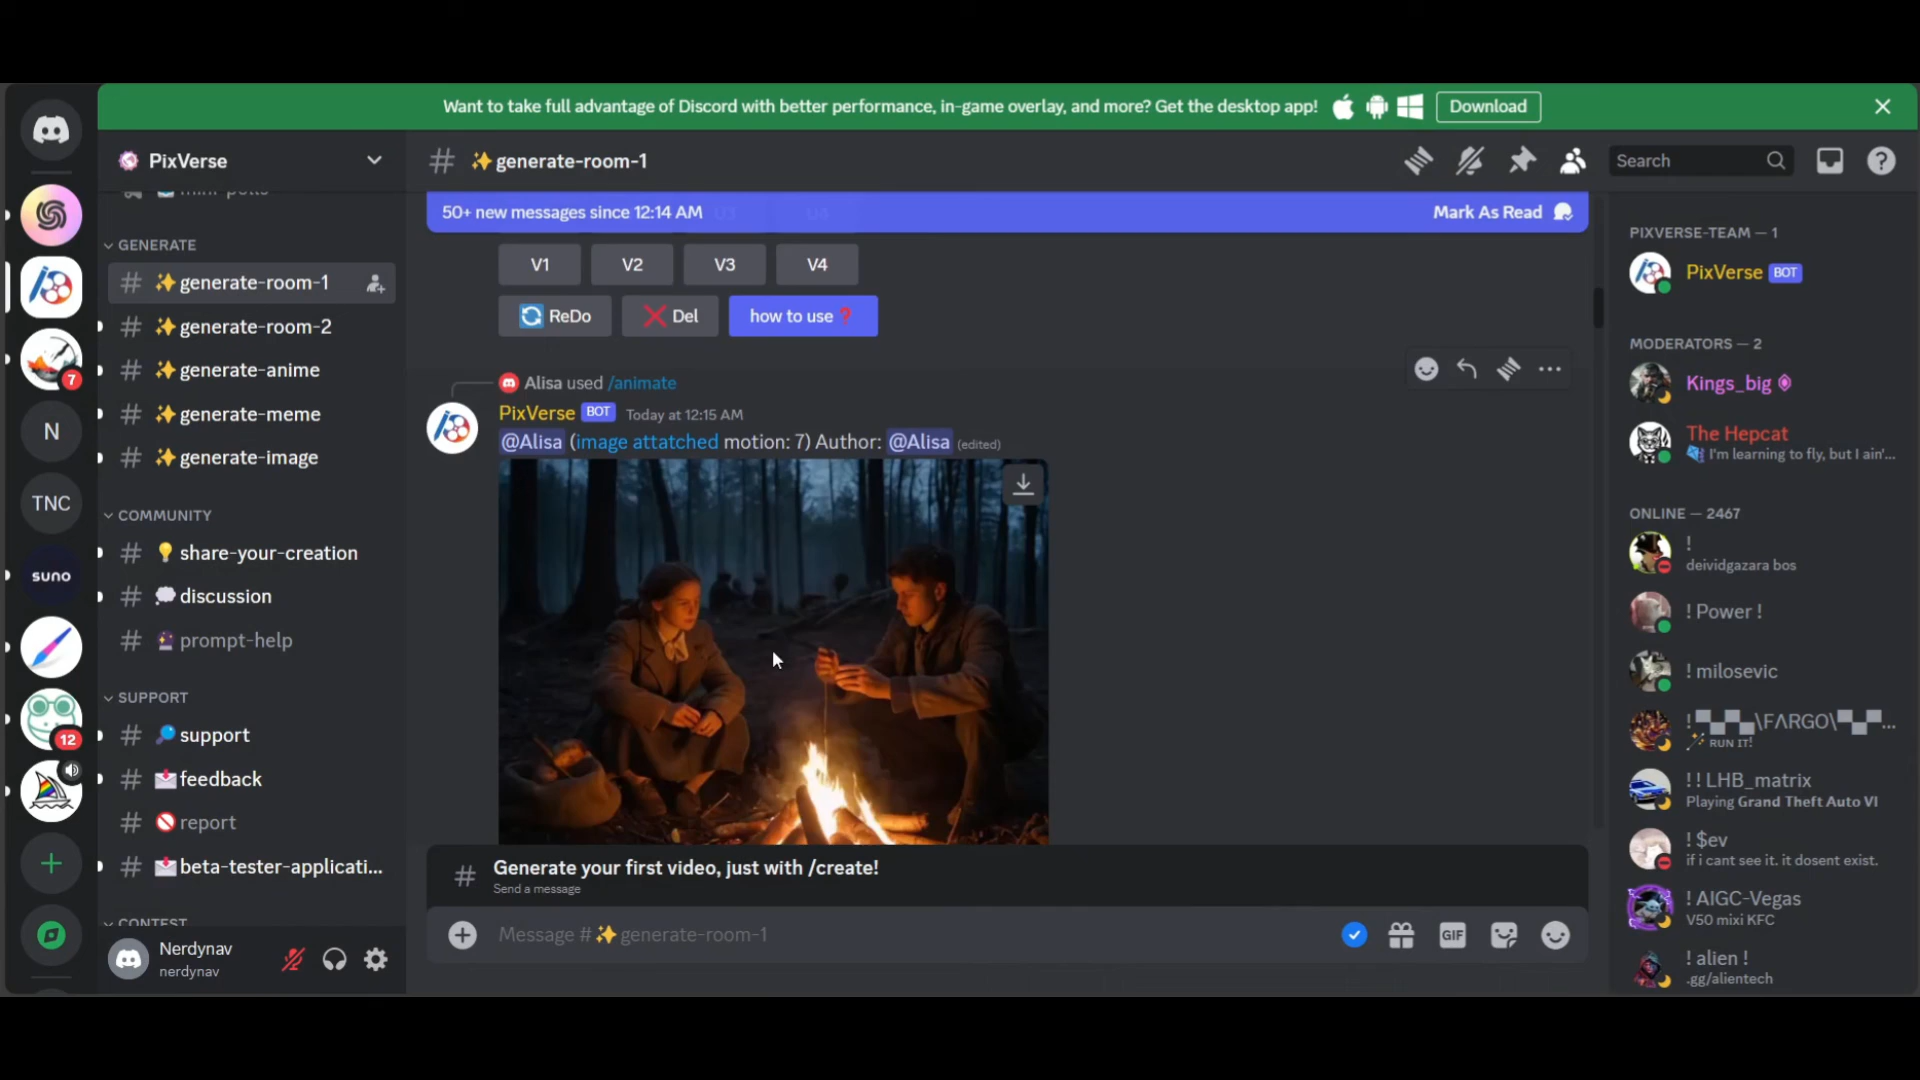 Want to take full advantage of Discord with better performance, in-game overlay, and more? Get the desktop app!
Download
PixVerse
GENERATE
generate-room-1
generate-room-2
generate-anime
generate-meme
generate-image
COMMUNITY
share-your-creation
discussion
prompt-help
SUPPORT
support
feedback
report
beta-tester-applicati...
CONTEST
Nerdynav
nerdynav
7
N
TNC
suno
12
generate-room-1
Search
50+ new messages since 12:14 AM
Mark As Read
V1
V2
V3
V4
ReDo
Del
how to use ?
Alisa used /animate
PixVerse BOT Today at 12:15 AM
@Alisa (image attatched motion: 7) Author: @Alisa (edited)
Generate your first video, just with /create!
Send a message
Message # ✨ generate-room-1
GIF
PIXVERSE-TEAM — 1
PixVerse BOT
MODERATORS — 2
Kings_big
The Hepcat
I'm learning to fly, but I ain'...
ONLINE — 2467
!
deividgazara bos
! Power !
! milosevic
RUN IT!
! ! LHB_matrix
Playing Grand Theft Auto VI
! $ev
if i cant see it. it dosent exist.
! AIGC-Vegas
V50 mixi KFC
! alien !
.gg/alientech